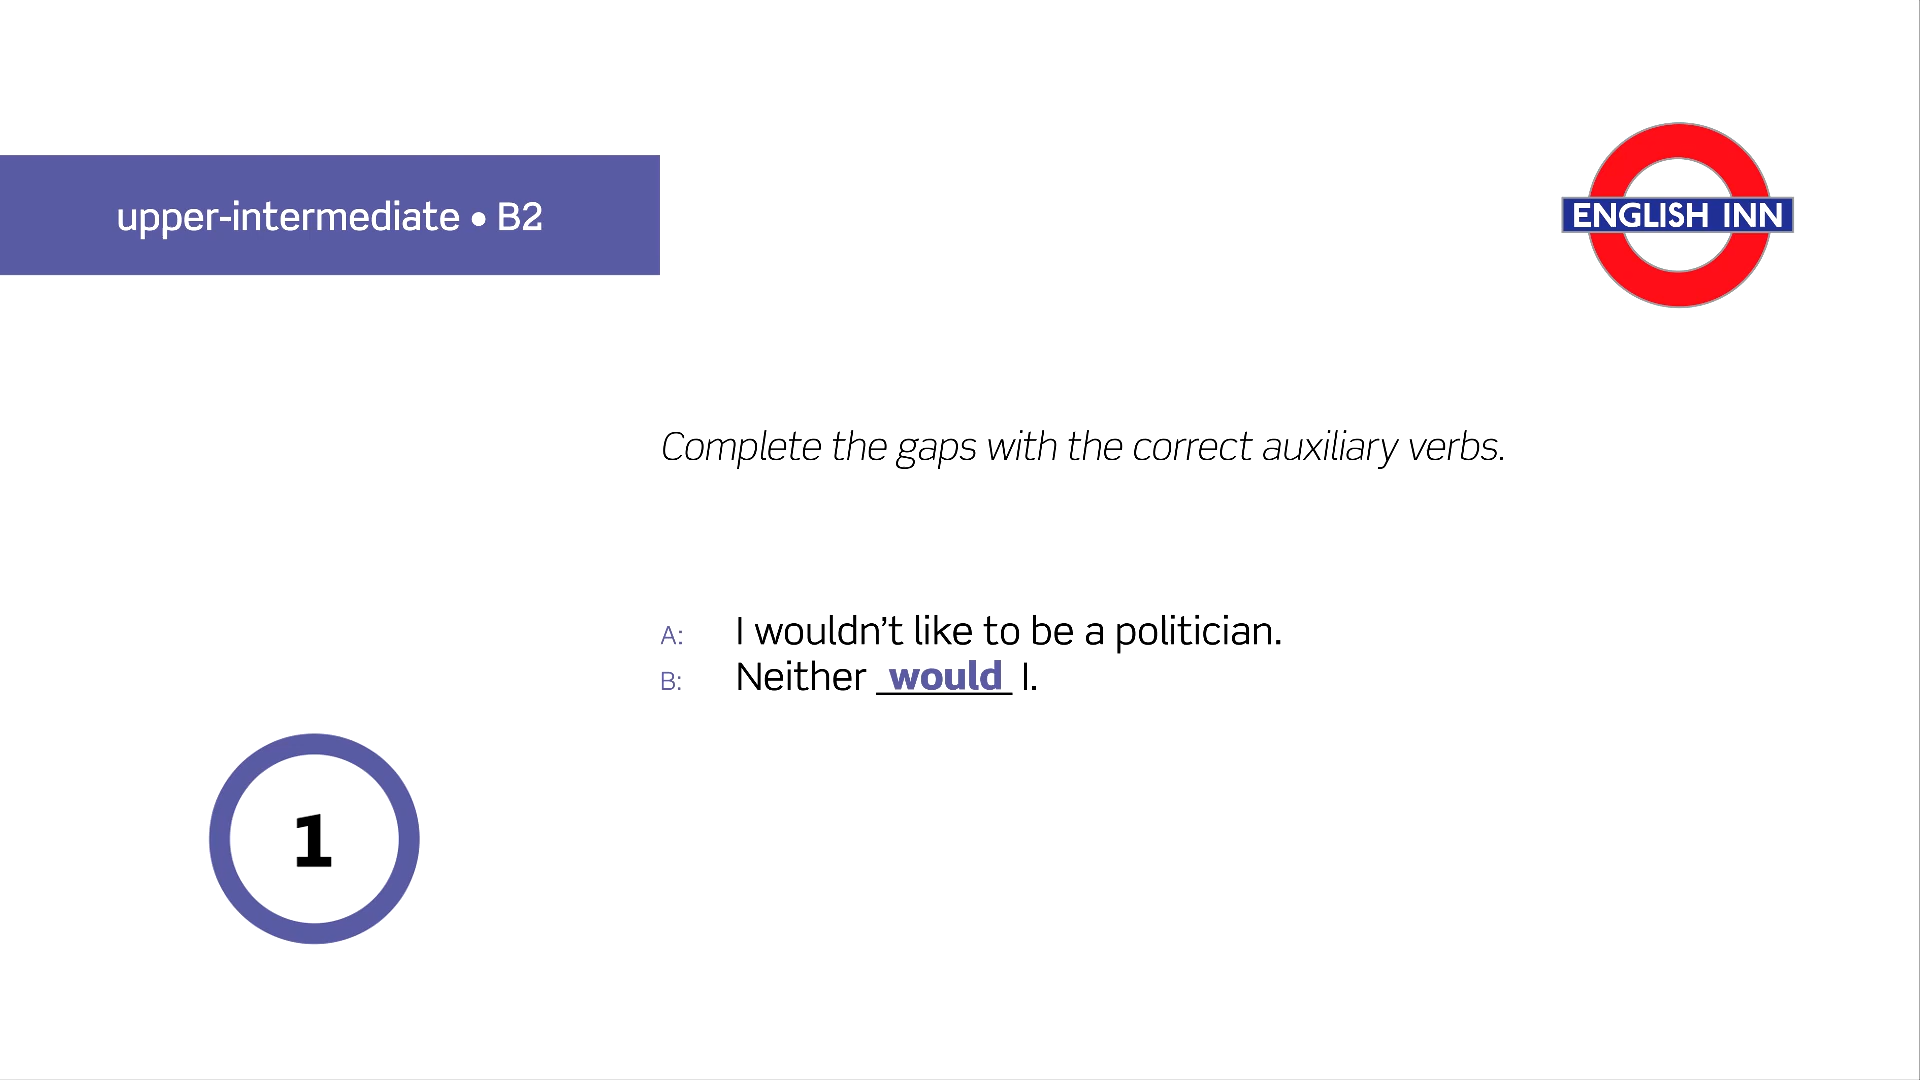 upper-intermediate • B2
ENGLISH INN
Complete the gaps with the correct auxiliary verbs.
A: I wouldn’t like to be a politician.
B: Neither would I.
1